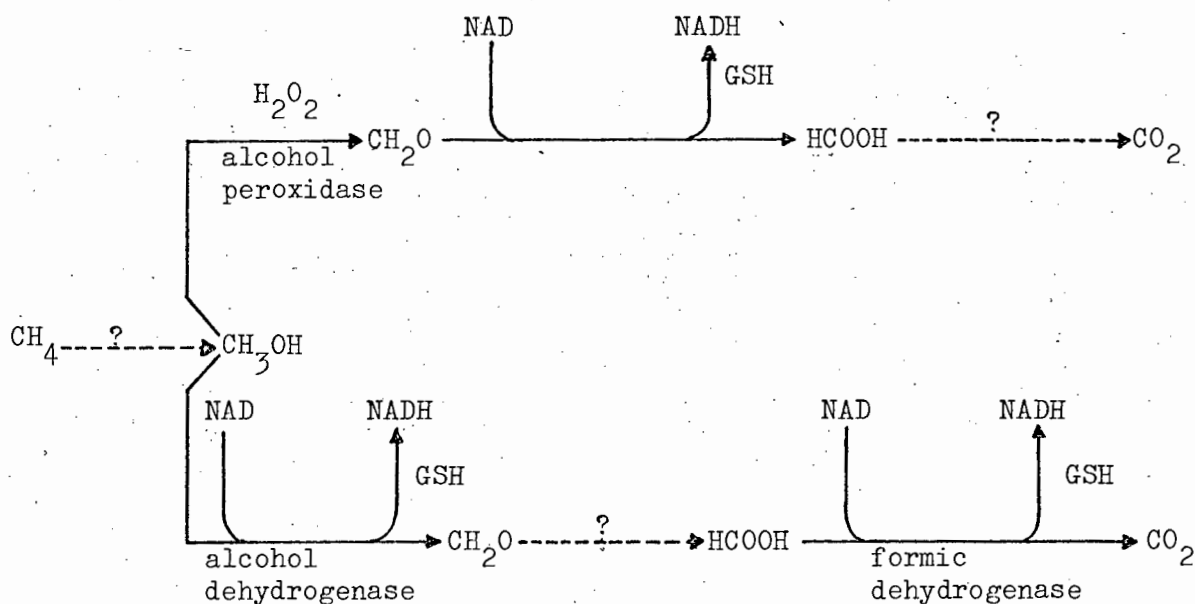 NAD NADH
GSH
H₂O₂
CH₂O HCOOH ? CO₂
alcohol
peroxidase
CH₄ ? CH₃OH
NAD NADH NAD NADH
GSH GSH
CH₂O ? HCOOH CO₂
alcohol formic
dehydrogenase dehydrogenase